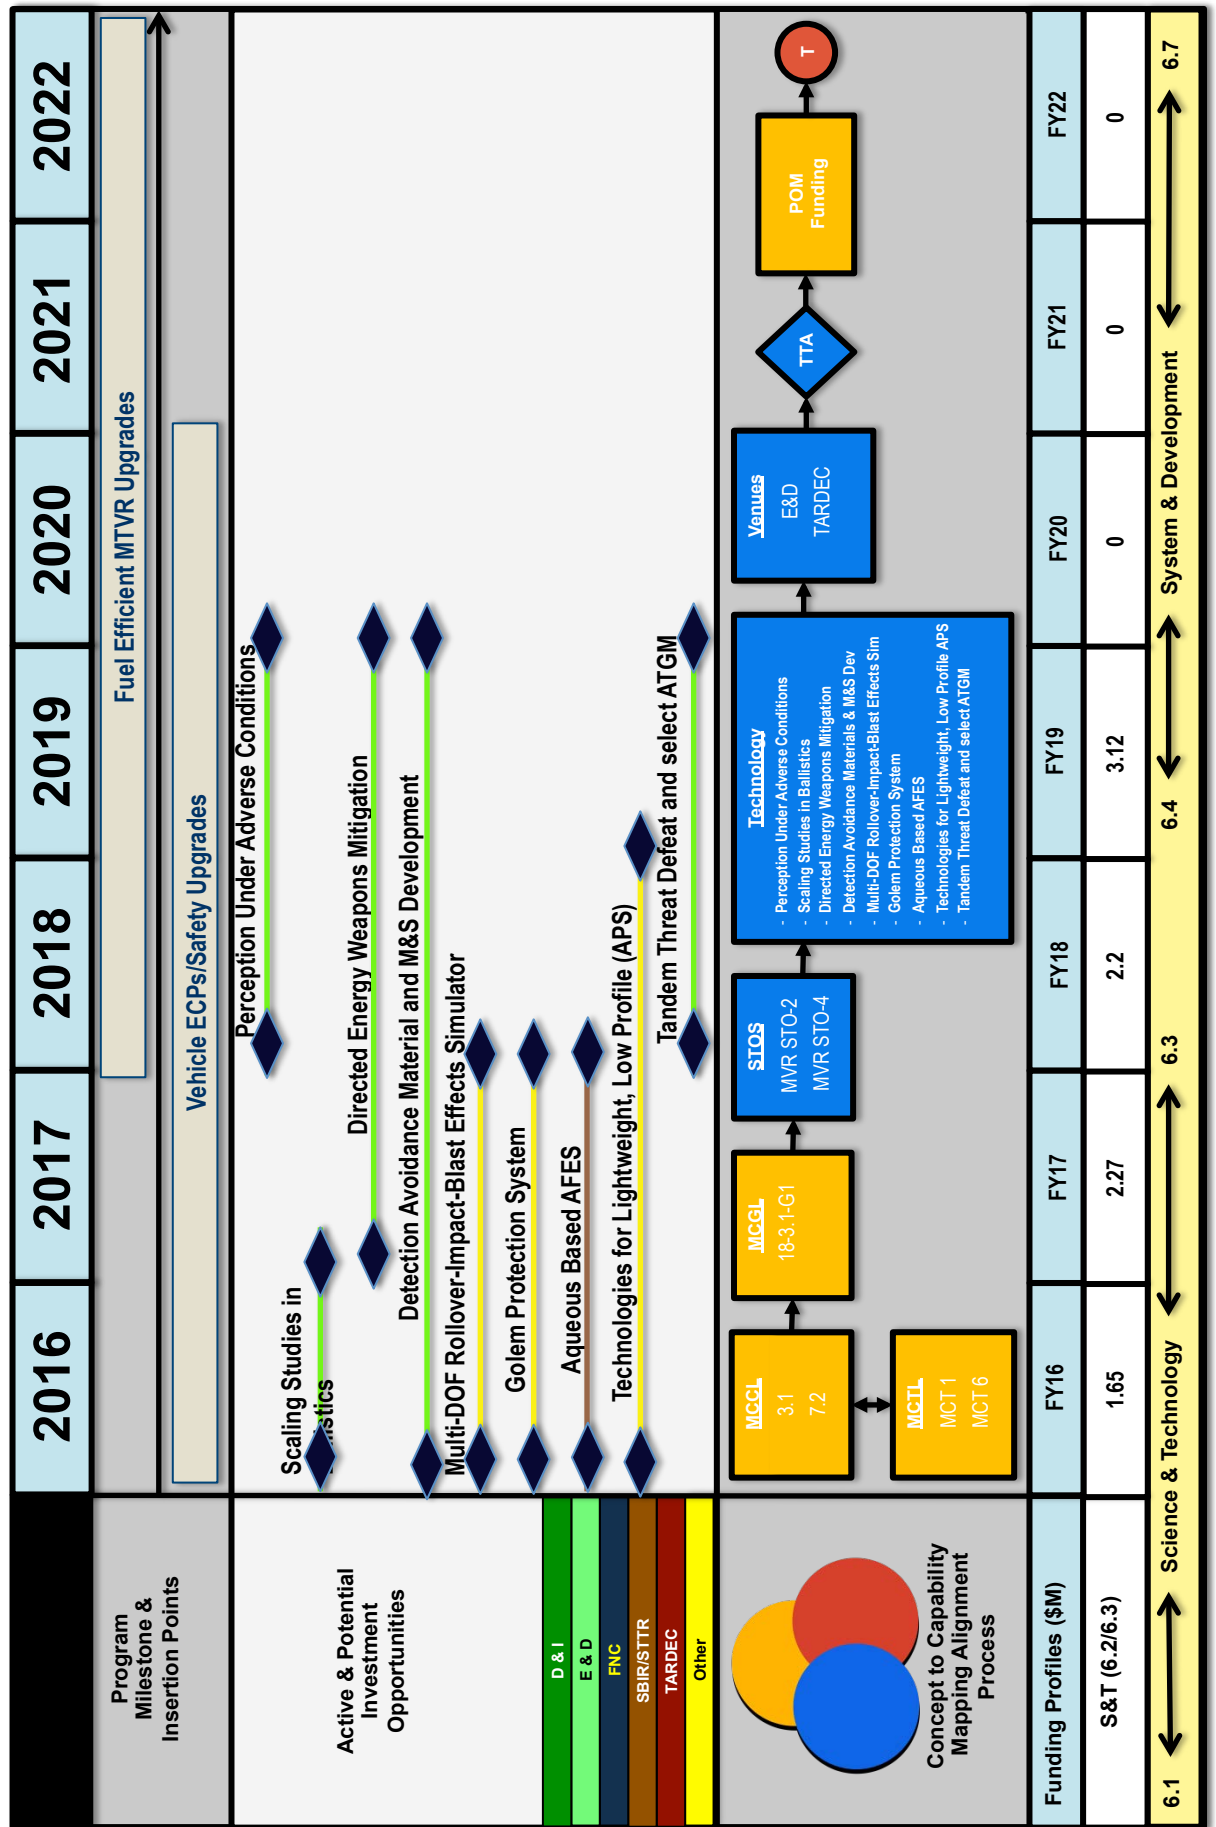 2016 2017 2018 2019 2020 2021 2022
Program
Milestone &
Insertion Points
Fuel Efficient MTVR Upgrades
Vehicle ECPs/Safety Upgrades
Active & Potential
Investment
Opportunities
D & I
E & D
FNC
SBIR/STTR
TARDEC
Other
Perception Under Adverse Conditions
Scaling Studies in
Directed Energy Weapons Mitigation
Detection Avoidance Material and M&S Development
Multi-DOF Rollover-Impact-Blast Effects Simulator
Golem Protection System
Aqueous Based AFES
Technologies for Lightweight, Low Profile (APS)
Tandem Threat Defeat and select ATGM
Concept to Capability
Mapping Alignment
Process
MCCL
3.1
7.2
MCTL
MCT 1
MCT 6
MCGL
18-3.1-G1
STOS
MVR STO-2
MVR STO-4
Technology
- Perception Under Adverse Conditions
- Scaling Studies in Ballistics
- Directed Energy Weapons Mitigation
- Detection Avoidance Materials & M&S Dev
- Multi-DOF Rollover-Impact-Blast Effects Sim
- Golem Protection System
- Aqueous Based AFES
- Technologies for Lightweight, Low Profile APS
- Tandem Threat Defeat and select ATGM
Venues
E&D
TARDEC
TTA
POM
Funding
T
Funding Profiles ($M) FY16 FY17 FY18 FY19 FY20 FY21 FY22
S&T (6.2/6.3) 1.65 2.27 2.2 3.12 0 0 0
6.1 Science & Technology 6.3 6.4 System & Development 6.7